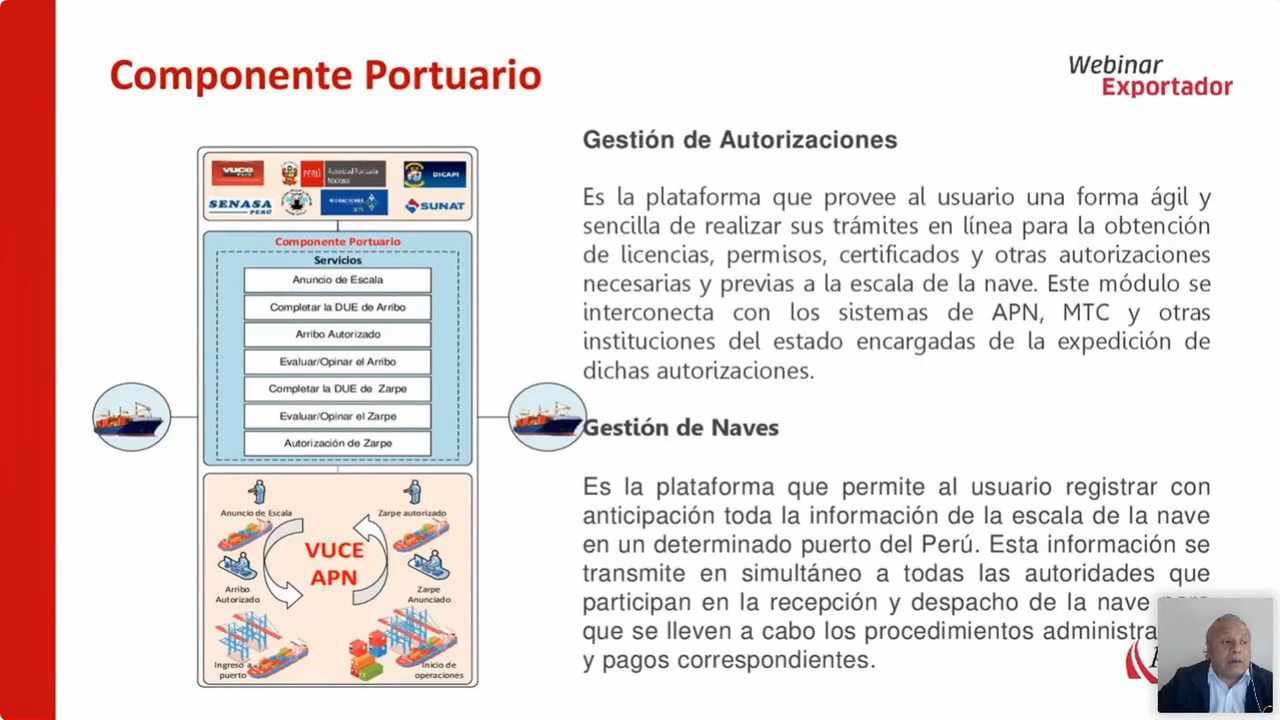 Componente Portuario
Webinar
Exportador
VUCE
PERÚ
Autoridad Portuaria
Nacional
DICAPI
SENASA
PERÚ
MIGRACIONES
SUNAT
Componente Portuario
Servicios
Anuncio de Escala
Completar la DUE de Arribo
Arribo Autorizado
Evaluar/Opinar el Arribo
Completar la DUE de Zarpe
Evaluar/Opinar el Zarpe
Autorización de Zarpe
Anuncio de Escala
Zarpe autorizado
VUCE
APN
Arribo
Autorizado
Zarpe
Anunciado
Ingreso a
puerto
Inicio de
operaciones
Gestión de Autorizaciones
Es la plataforma que provee al usuario una forma ágil y
sencilla de realizar sus trámites en línea para la obtención
de licencias, permisos, certificados y otras autorizaciones
necesarias y previas a la escala de la nave. Este módulo se
interconecta con los sistemas de APN, MTC y otras
instituciones del estado encargadas de la expedición de
dichas autorizaciones.
Gestión de Naves
Es la plataforma que permite al usuario registrar con
anticipación toda la información de la escala de la nave
en un determinado puerto del Perú. Esta información se
transmite en simultáneo a todas las autoridades que
participan en la recepción y despacho de la nave
que se lleven a cabo los procedimientos
y pagos correspondientes.